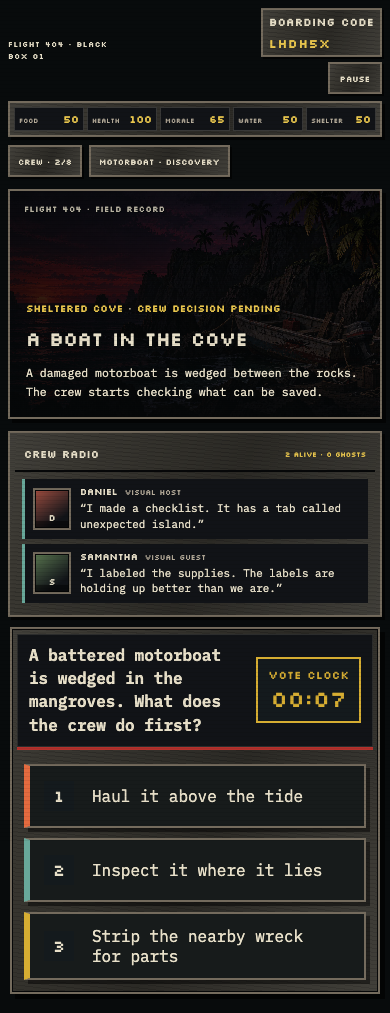 FLIGHT 404 · BLACK
BOX 01
BOARDING CODE
LHDH5X
PAUSE
FOOD 50
HEALTH 100
MORALE 65
WATER 50
SHELTER 50
CREW · 2/8
MOTORBOAT · DISCOVERY
FLIGHT 404 · FIELD RECORD
SHELTERED COVE · CREW DECISION PENDING
A BOAT IN THE COVE
A damaged motorboat is wedged between the rocks.
The crew starts checking what can be saved.
CREW RADIO
2 ALIVE · 0 GHOSTS
D
DANIEL VISUAL HOST
“I made a checklist. It has a tab called
unexpected island.”
S
SAMANTHA VISUAL GUEST
“I labeled the supplies. The labels are
holding up better than we are.”
A battered motorboat
is wedged in the
mangroves. What does
the crew do first?
VOTE CLOCK
00:07
1 Haul it above the tide
2 Inspect it where it lies
3 Strip the nearby wreck
for parts